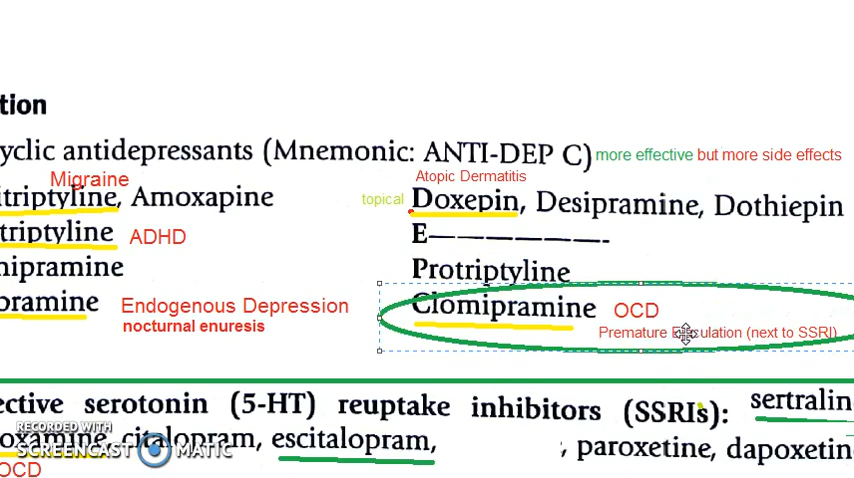 tion
yclic antidepressants (Mnemonic: ANTI-DEP C) more effective but more side effects
Migraine
Atopic Dermatitis
itriptyline, Amoxapine
topical Doxepin, Desipramine, Dothiepin
triptyline ADHD
E
mipramine
Protriptyline
pramine Endogenous Depression
nocturnal enuresis
Clomipramine OCD
Premature (next to SSRI)
ective serotonin (5-HT) reuptake inhibitors (SSRIs): sertralin
oxamine, citalopram, escitalopram, , paroxetine, dapoxetin
OCD
RECORDED WITH
SCREENCAST MATIC